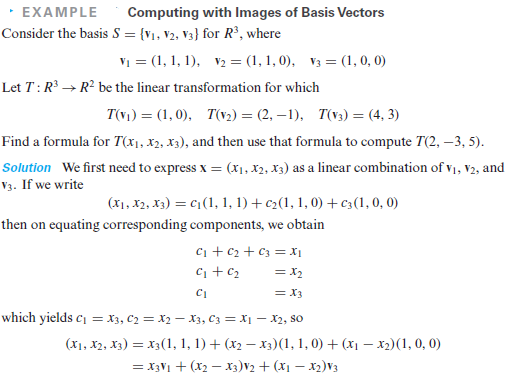 • EXAMPLE Computing with Images of Basis Vectors
Consider the basis S = {v₁, v₂, v₃} for R³, where
v₁ = (1, 1, 1), v₂ = (1, 1, 0), v₃ = (1, 0, 0)
Let T: R³ → R² be the linear transformation for which
T(v₁) = (1, 0), T(v₂) = (2, −1), T(v₃) = (4, 3)
Find a formula for T(x₁, x₂, x₃), and then use that formula to compute T(2, −3, 5).
Solution We first need to express x = (x₁, x₂, x₃) as a linear combination of v₁, v₂, and
v₃. If we write
(x₁, x₂, x₃) = c₁(1, 1, 1) + c₂(1, 1, 0) + c₃(1, 0, 0)
then on equating corresponding components, we obtain
c₁ + c₂ + c₃ = x₁
c₁ + c₂ = x₂
c₁ = x₃
which yields c₁ = x₃, c₂ = x₂ − x₃, c₃ = x₁ − x₂, so
(x₁, x₂, x₃) = x₃(1, 1, 1) + (x₂ − x₃)(1, 1, 0) + (x₁ − x₂)(1, 0, 0)
= x₃v₁ + (x₂ − x₃)v₂ + (x₁ − x₂)v₃